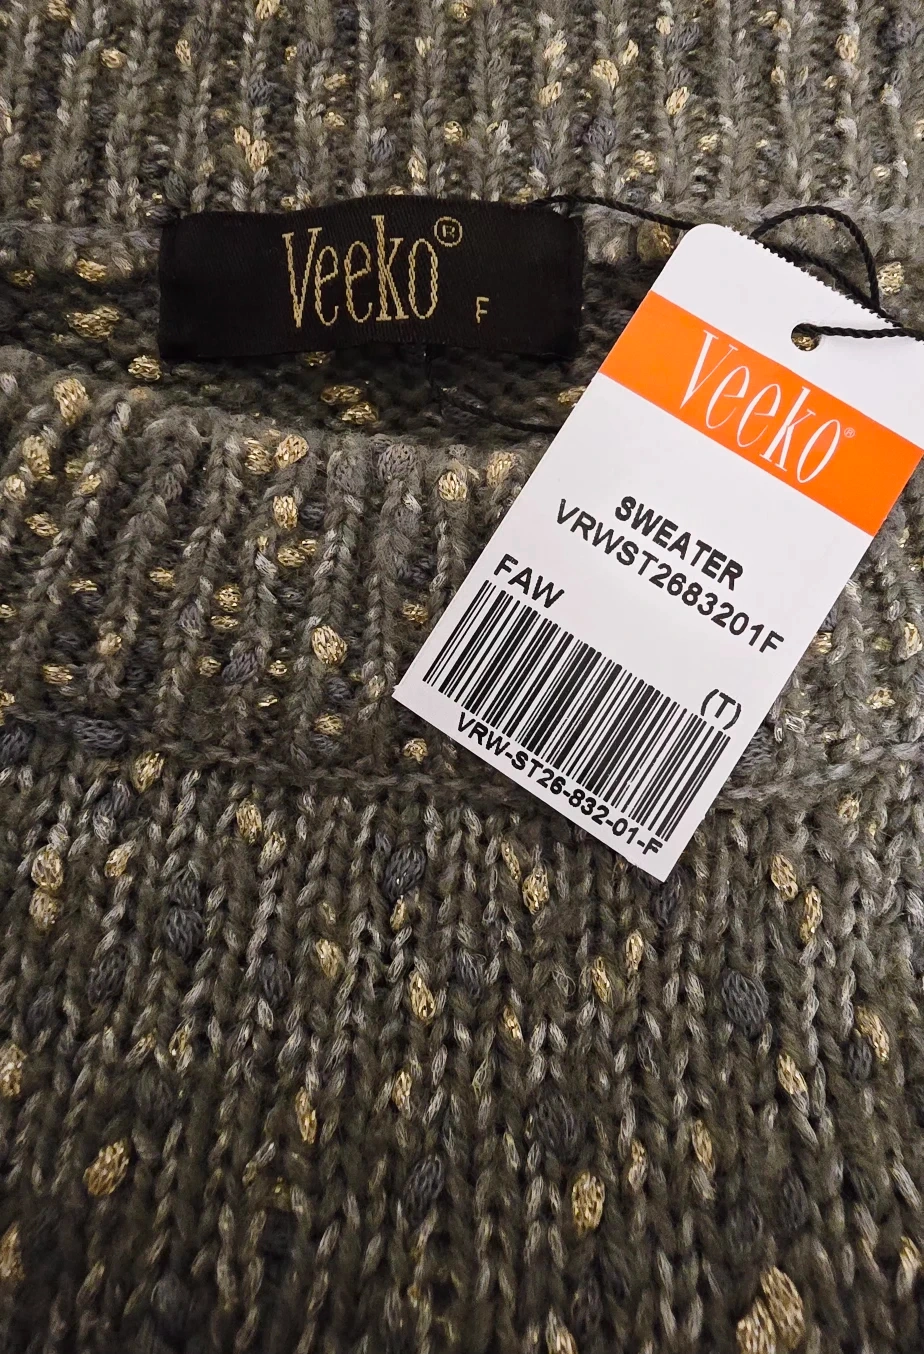 Veeko®
F
Veeko®
SWEATER
VRWST2683201F
FAW
(T)
VRW-ST26-832-01-F